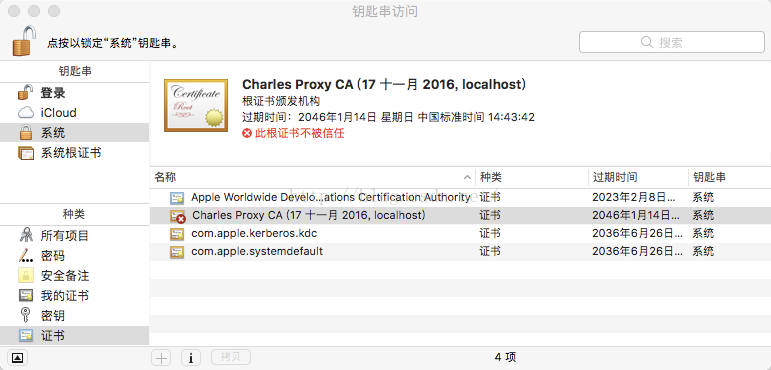 钥匙串访问
点按以锁定“系统”钥匙串。
搜索
钥匙串
登录
iCloud
系统
系统根证书
种类
所有项目
密码
安全备注
我的证书
密钥
证书
Charles Proxy CA (17 十一月 2016, localhost)
根证书颁发机构
过期时间：2046年1月14日 星期日 中国标准时间 14:43:42
此根证书不被信任
名称 种类 过期时间 钥匙串
Apple Worldwide Develo...ations Certification Authority 证书 2023年2月8日... 系统
Charles Proxy CA (17 十一月 2016, localhost) 证书 2046年1月14日... 系统
com.apple.kerberos.kdc 证书 2036年6月26日... 系统
com.apple.systemdefault 证书 2036年6月26日... 系统
拷贝
4 项